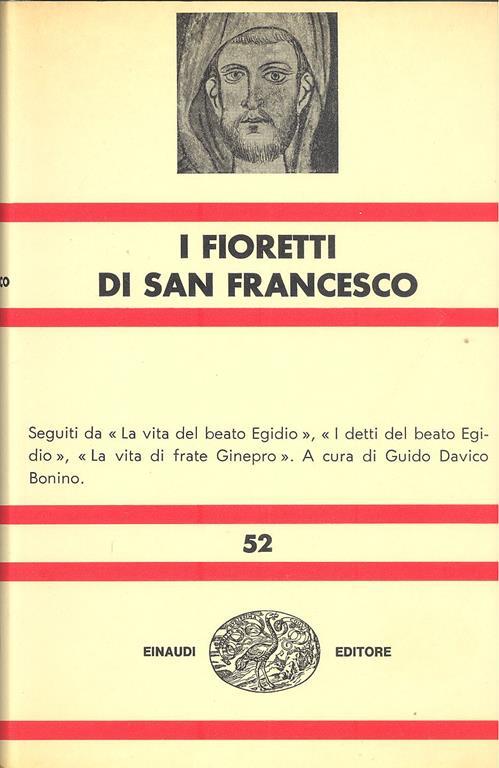 I FIORETTI
DI SAN FRANCESCO
CO
Seguiti da « La vita del beato Egidio », « I detti del beato Egi-
dio », « La vita di frate Ginepro ». A cura di Guido Davico
Bonino.
52
EINAUDI EDITORE